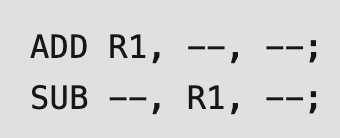 ADD R1, --, --;
SUB --, R1, --;